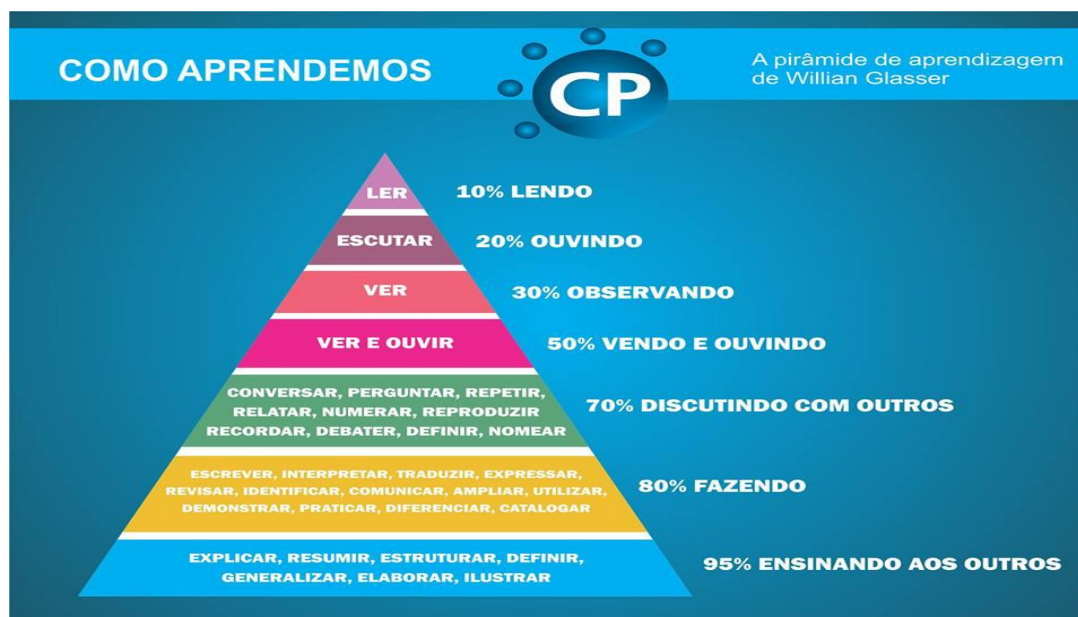 COMO APRENDEMOS
CP
A pirâmide de aprendizagem
de Willian Glasser
LER
10% LENDO
ESCUTAR
20% OUVINDO
VER
30% OBSERVANDO
VER E OUVIR
50% VENDO E OUVINDO
CONVERSAR, PERGUNTAR, REPETIR,
RELATAR, NUMERAR, REPRODUZIR
RECORDAR, DEBATER, DEFINIR, NOMEAR
70% DISCUTINDO COM OUTROS
ESCREVER, INTERPRETAR, TRADUZIR, EXPRESSAR,
REVISAR, IDENTIFICAR, COMUNICAR, AMPLIAR, UTILIZAR,
DEMONSTRAR, PRATICAR, DIFERENCIAR, CATALOGAR
80% FAZENDO
EXPLICAR, RESUMIR, ESTRUTURAR, DEFINIR,
GENERALIZAR, ELABORAR, ILUSTRAR
95% ENSINANDO AOS OUTROS